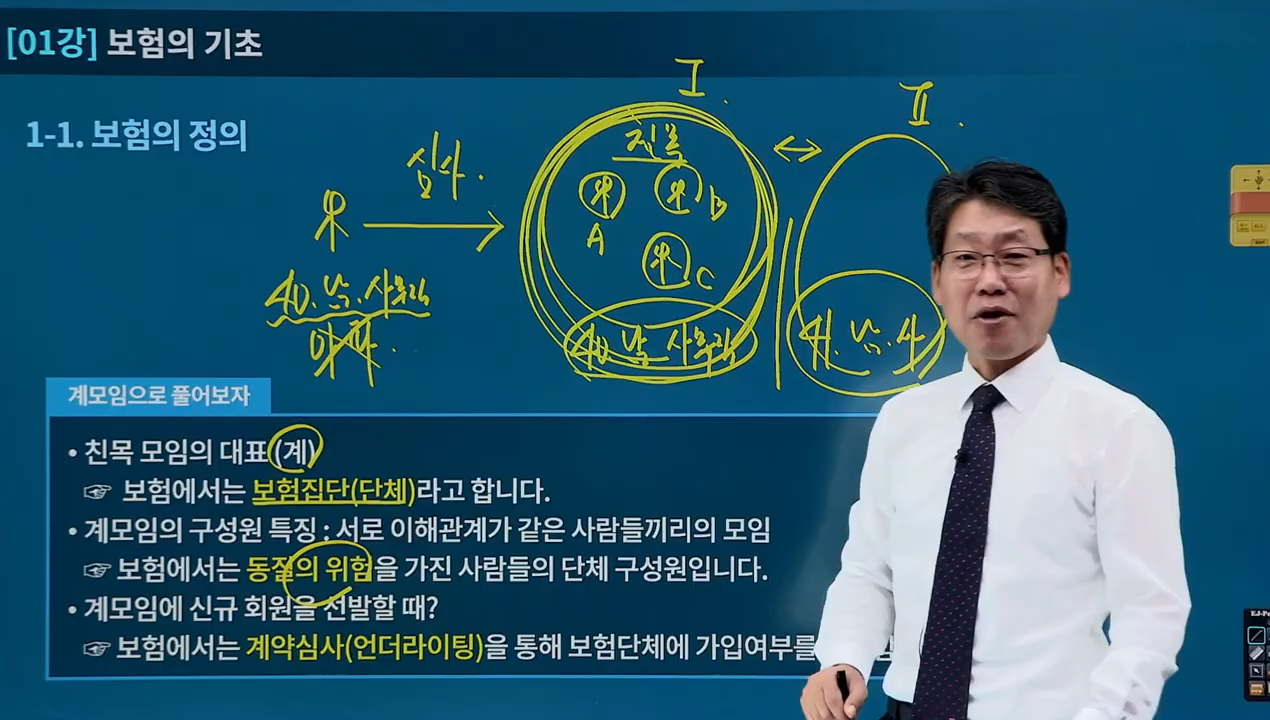 [01강] 보험의 기초
1-1. 보험의 정의
심사.
I.
II.
친목
A
B
C
40. 남. 사무직
40. 남. 사무직
41. 남. 사
계모임으로 풀어보자
• 친목 모임의 대표 (계)
☞ 보험에서는 보험집단(단체)라고 합니다.
• 계모임의 구성원 특징 : 서로 이해관계가 같은 사람들끼리의 모임
☞ 보험에서는 동질의 위험을 가진 사람들의 단체 구성원입니다.
• 계모임에 신규 회원을 선발할 때?
☞ 보험에서는 계약심사(언더라이팅)을 통해 보험단체에 가입여부를